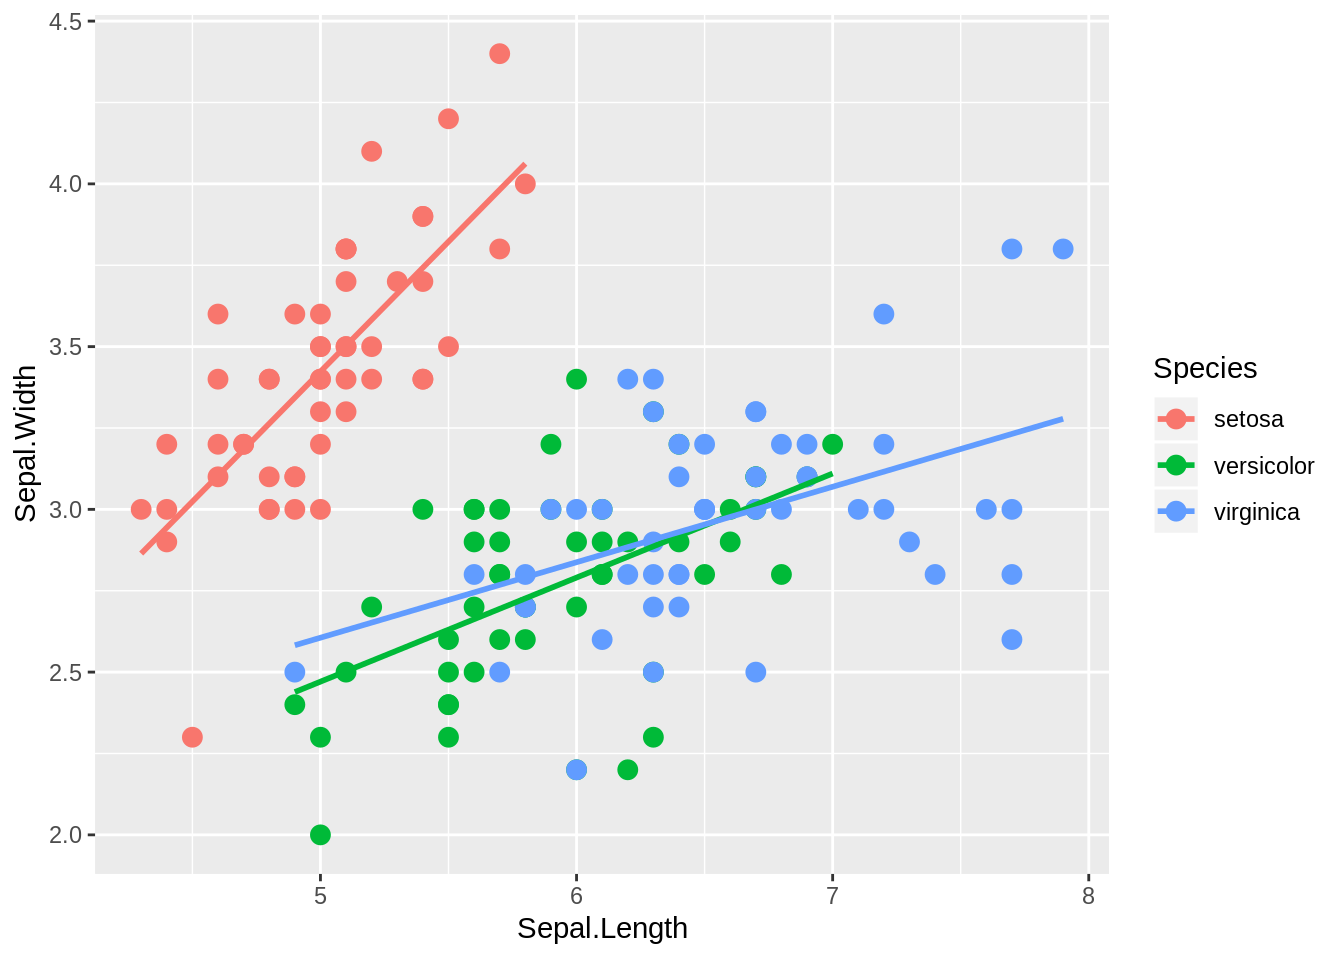 4.5
4.0
3.5
3.0
2.5
2.0
Sepal.Width
5 6 7 8
Sepal.Length
Species
setosa
versicolor
virginica